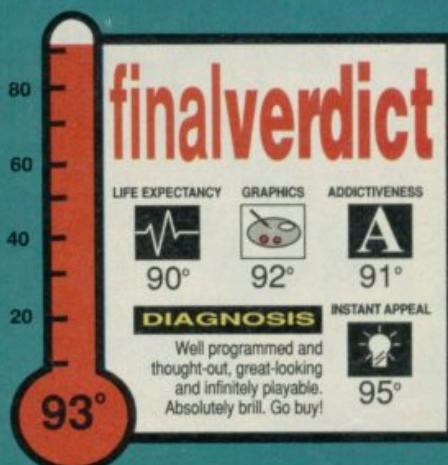 80
60
40
20
93°
finalverdict
LIFE EXPECTANCY GRAPHICS ADDICTIVENESS
A
90° 92° 91°
DIAGNOSIS
Well programmed and
thought-out, great-looking
and infinitely playable.
Absolutely brill. Go buy!
INSTANT APPEAL
95°